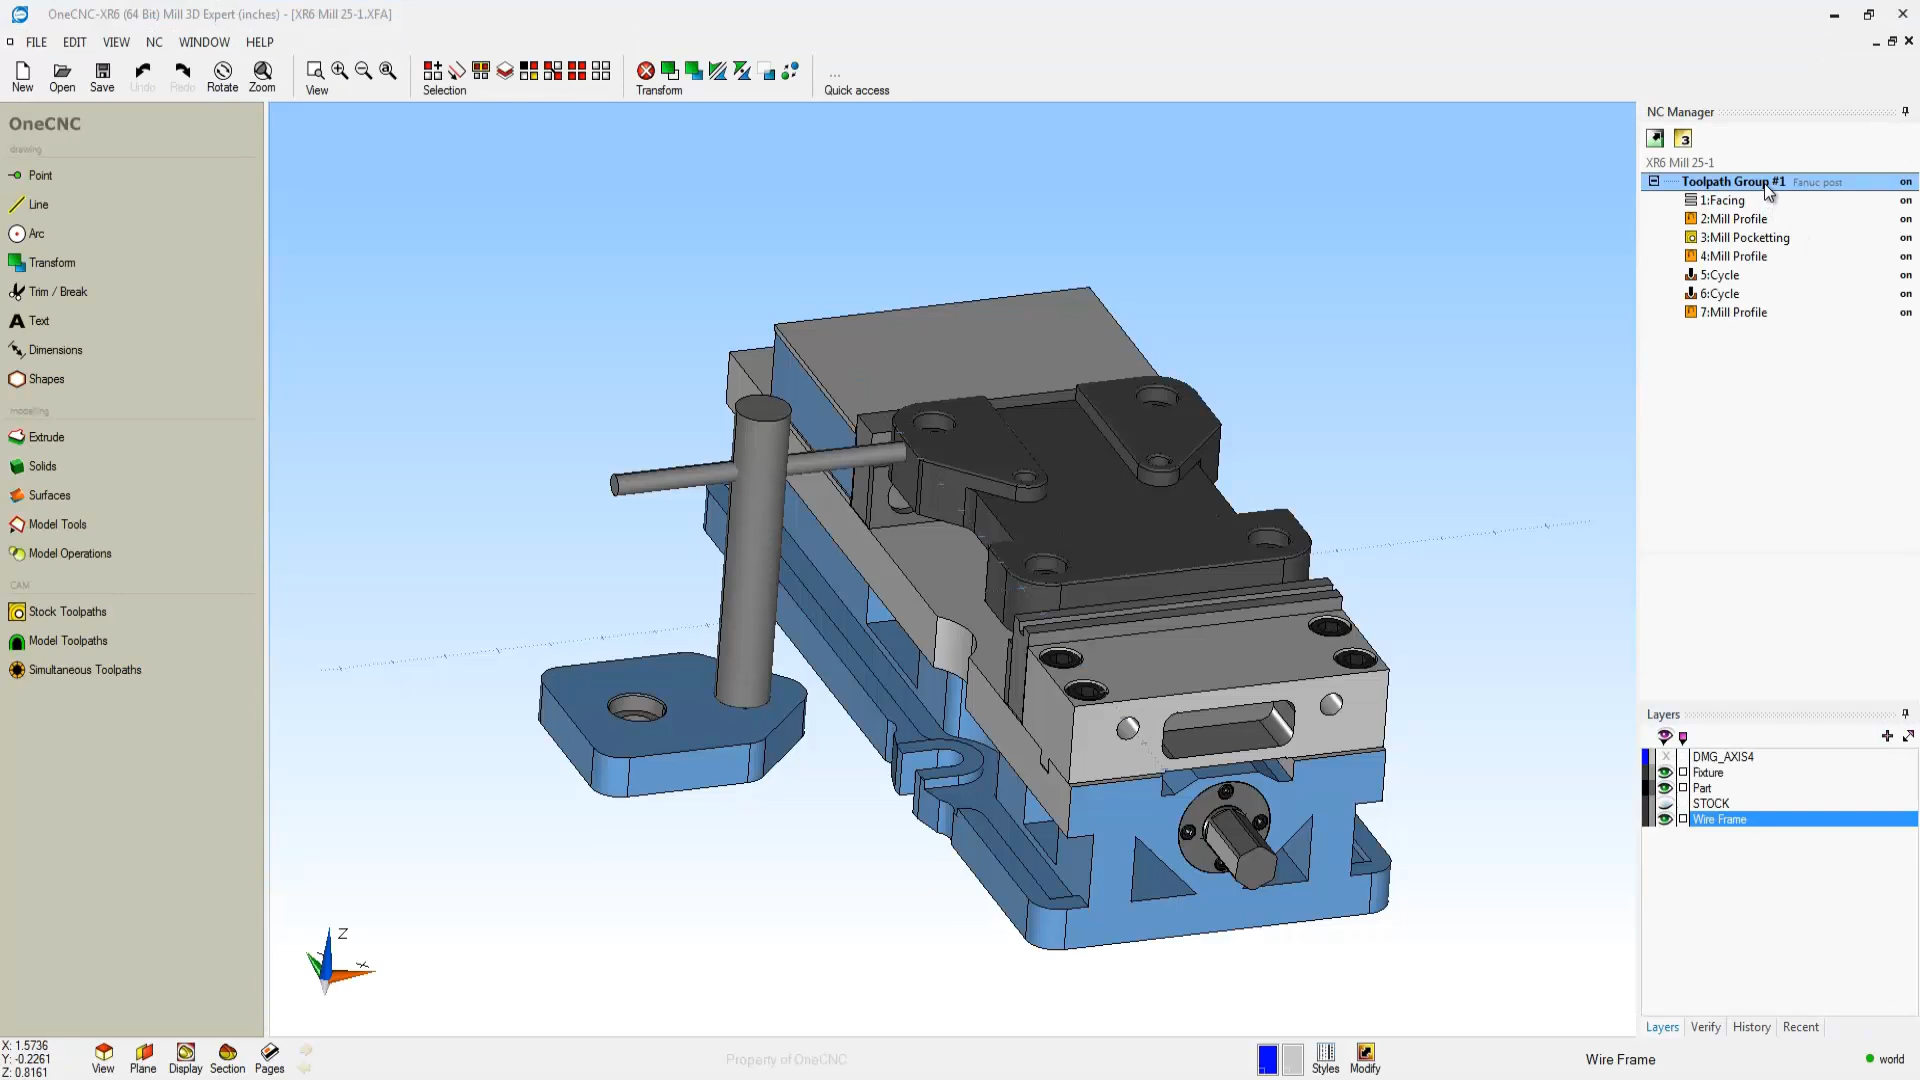 OneCNC-XR6 (64 Bit) Mill 3D Expert (inches) - [XR6 Mill 25-1.XFA]
FILE EDIT VIEW NC WINDOW HELP
New Open Save Undo Redo Rotate Zoom View Selection Transform ... Quick access
OneCNC
drawing
Point
Line
Arc
Transform
Trim / Break
Text
Dimensions
Shapes
modelling
Extrude
Solids
Surfaces
Model Tools
Model Operations
CAM
Stock Toolpaths
Model Toolpaths
Simultaneous Toolpaths
Z
X
NC Manager
3
XR6 Mill 25-1
Toolpath Group #1 Fanuc post on
1:Facing on
2:Mill Profile on
3:Mill Pocketting on
4:Mill Profile on
5:Cycle on
6:Cycle on
7:Mill Profile on
Layers
DMG_AXIS4
Fixture
Part
STOCK
Wire Frame
Layers Verify History Recent
X: 1.5736
Y: -0.2261
Z: 0.8161
View Plane Display Section Pages
Property of OneCNC
Styles Modify
Wire Frame
world